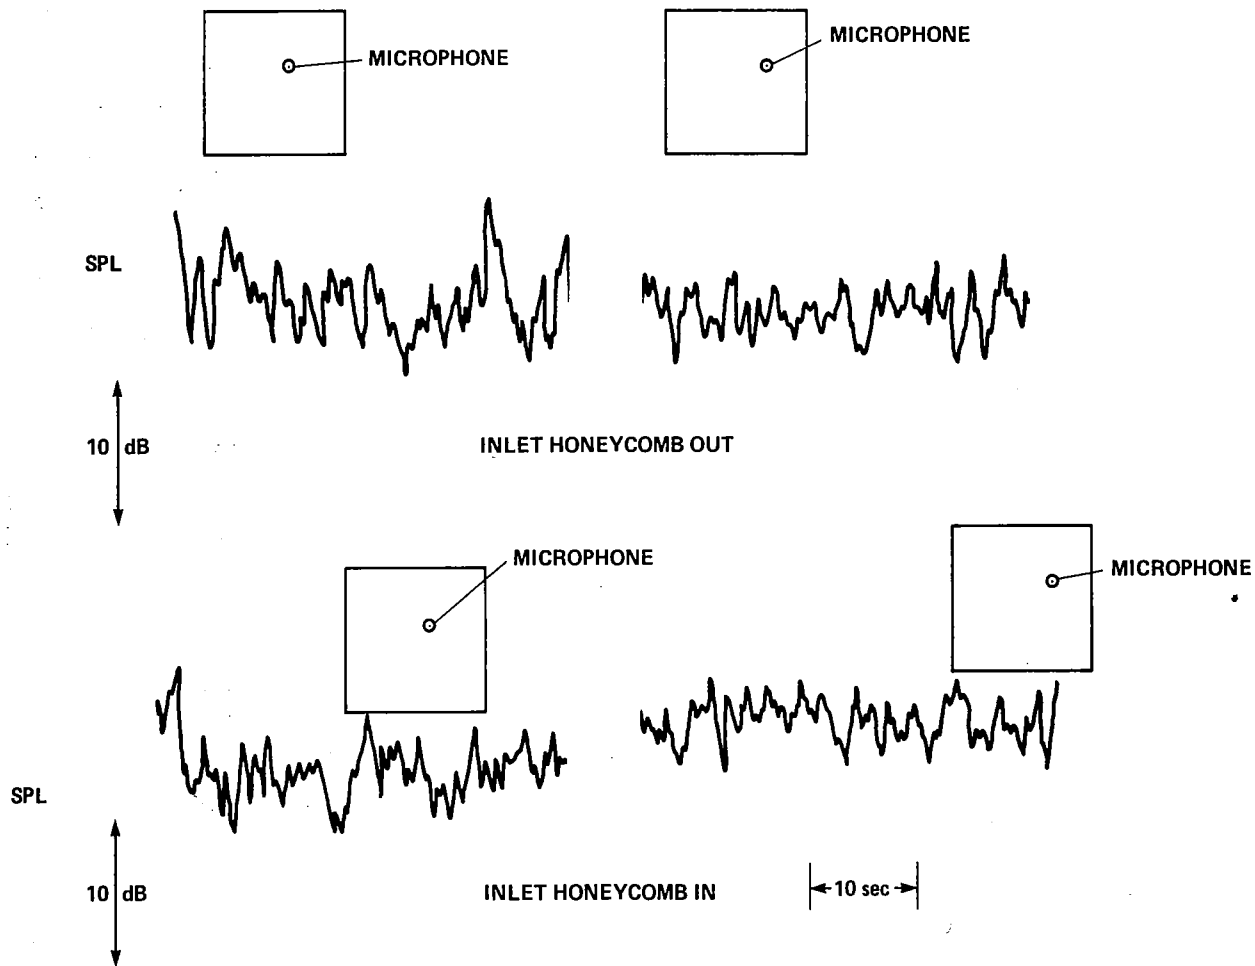 MICROPHONE
MICROPHONE
SPL
10 dB
INLET HONEYCOMB OUT
MICROPHONE
MICROPHONE
SPL
10 dB
INLET HONEYCOMB IN
10 sec